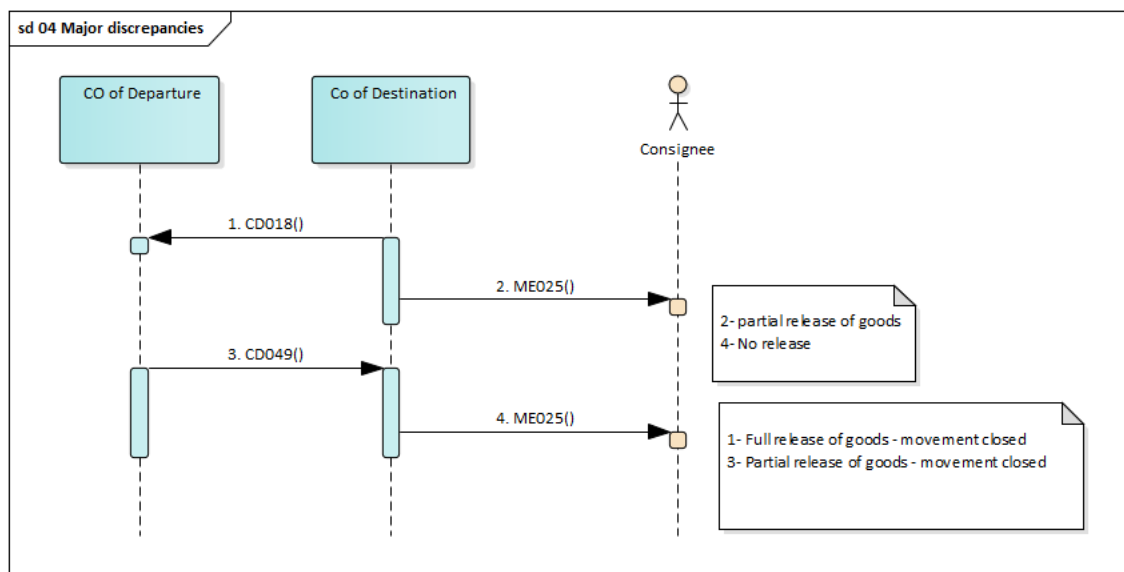 sd 04 Major discrepancies
CO of Departure
Co of Destination
Consignee
1. CD018()
2. ME025()
2- partial release of goods
4- No release
3. CD049()
4. ME025()
1- Full release of goods - movement closed
3- Partial release of goods - movement closed